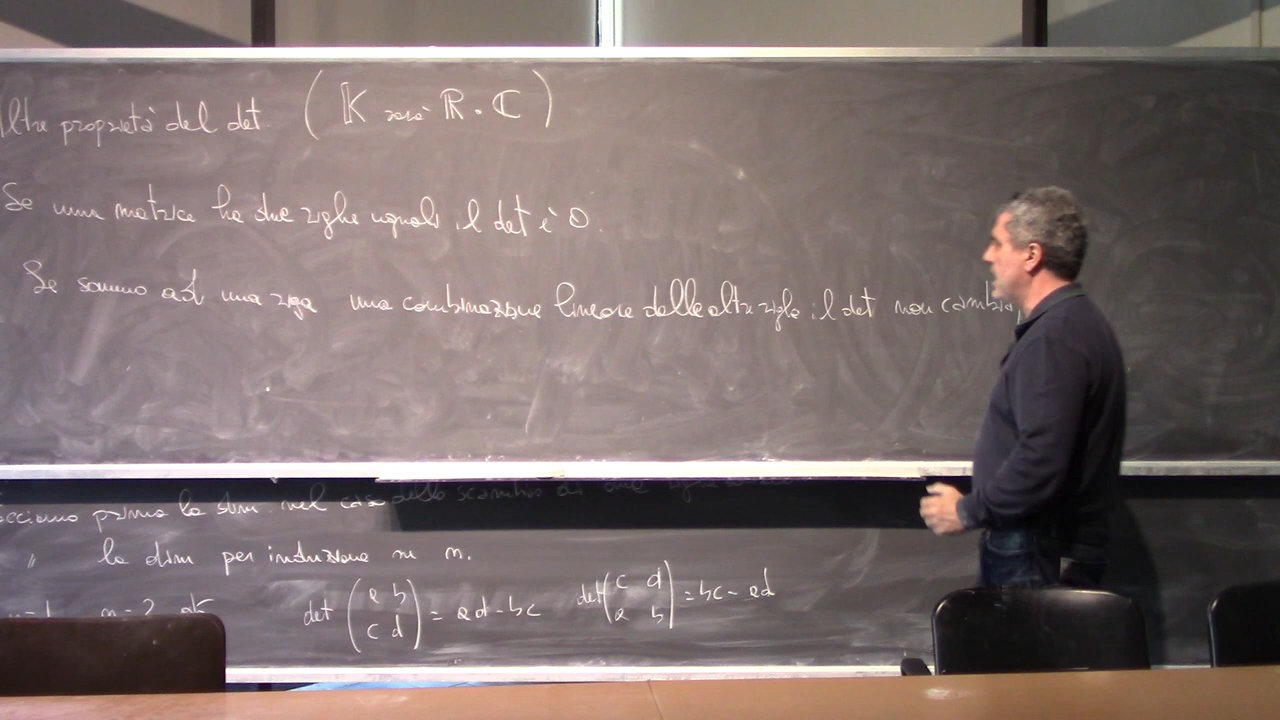 Altre proprietà del det. ( K sarà R o C )
Se una matrice ha due righe uguali il det è 0.
Se sommo ad una riga una combinazione lineare delle altre righe il det non cambia
Facciamo prima la dim. nel caso dello scambio di due
" la dim per induzione su n.
n=1 n=2 ok det ( a b ) = ad - bc det ( c d ) = bc - ad
( c d ) ( a b )